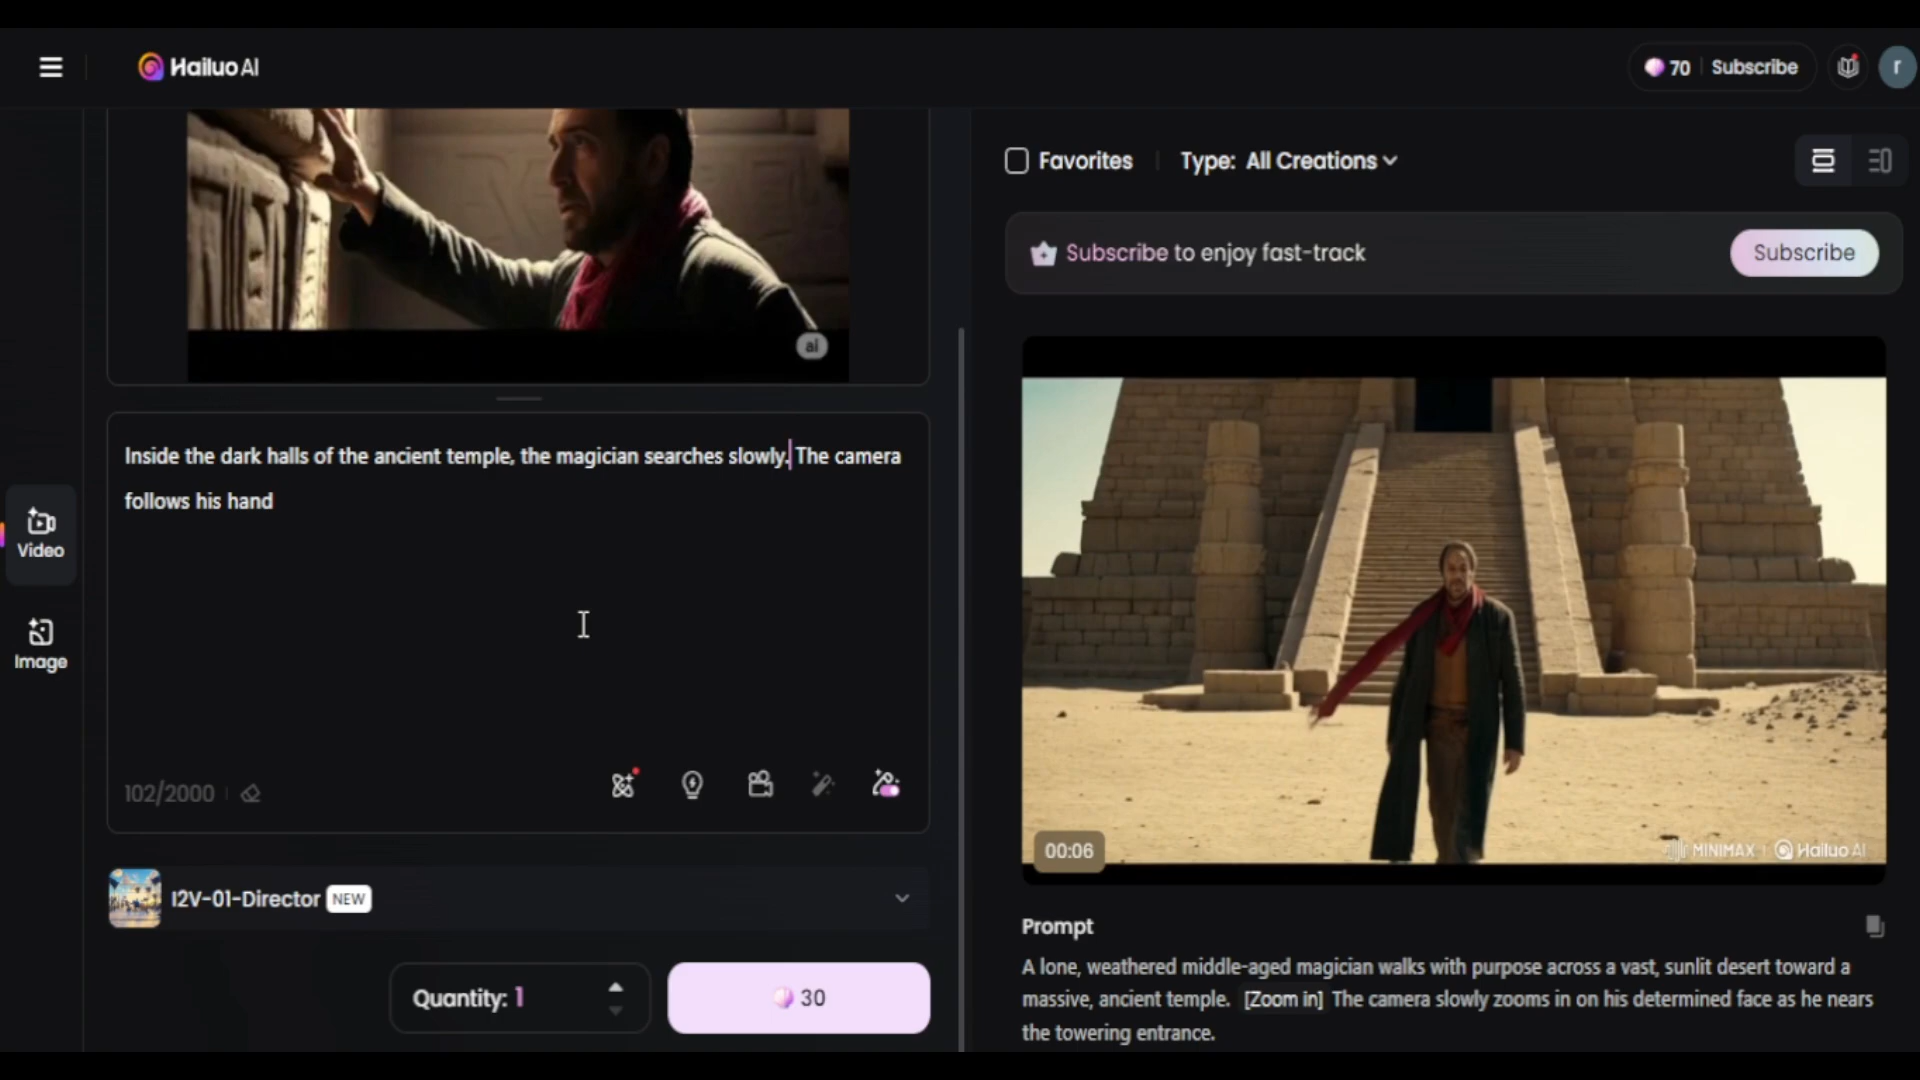 Hailuo AI
70 Subscribe
r
Favorites Type: All Creations
Subscribe to enjoy fast-track Subscribe
ai
Inside the dark halls of the ancient temple, the magician searches slowly. The camera
follows his hand
Video
Image
102/2000
I2V-01-Director NEW
Quantity: 1
30
00:06
MINIMAX Hailuo AI
Prompt
A lone, weathered middle-aged magician walks with purpose across a vast, sunlit desert toward a
massive, ancient temple. [Zoom in] The camera slowly zooms in on his determined face as he nears
the towering entrance.